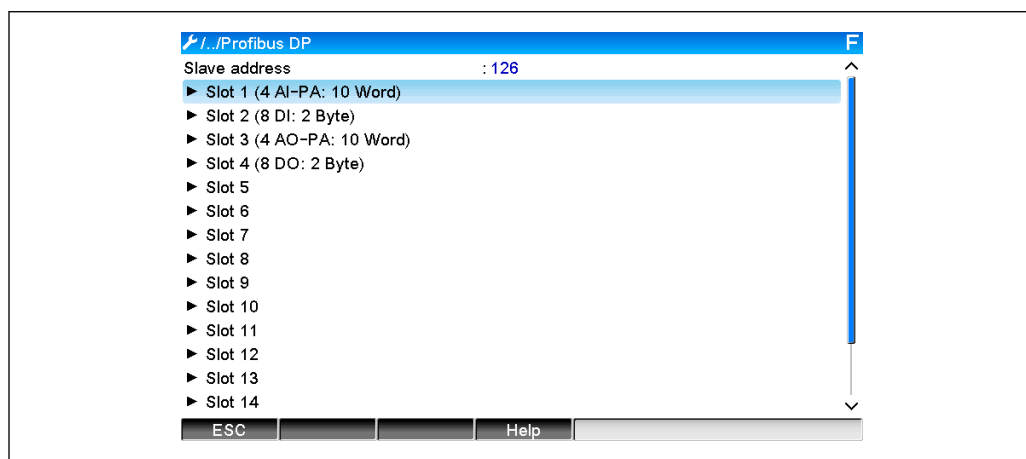 /../Profibus DP F
Slave address : 126
► Slot 1 (4 AI-PA: 10 Word)
► Slot 2 (8 DI: 2 Byte)
► Slot 3 (4 AO-PA: 10 Word)
► Slot 4 (8 DO: 2 Byte)
► Slot 5
► Slot 6
► Slot 7
► Slot 8
► Slot 9
► Slot 10
► Slot 11
► Slot 12
► Slot 13
► Slot 14
ESC Help